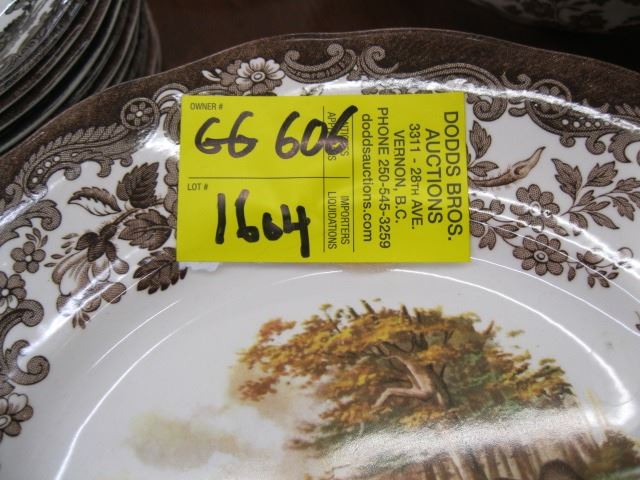 OWNER #
GG 606
LOT #
1604
IMPORTERS
LIQUIDATIONS
DODDS BROS.
AUCTIONS
3311 - 28TH AVE.
VERNON, B.C.
PHONE 250-545-3259
doddsauctions.com